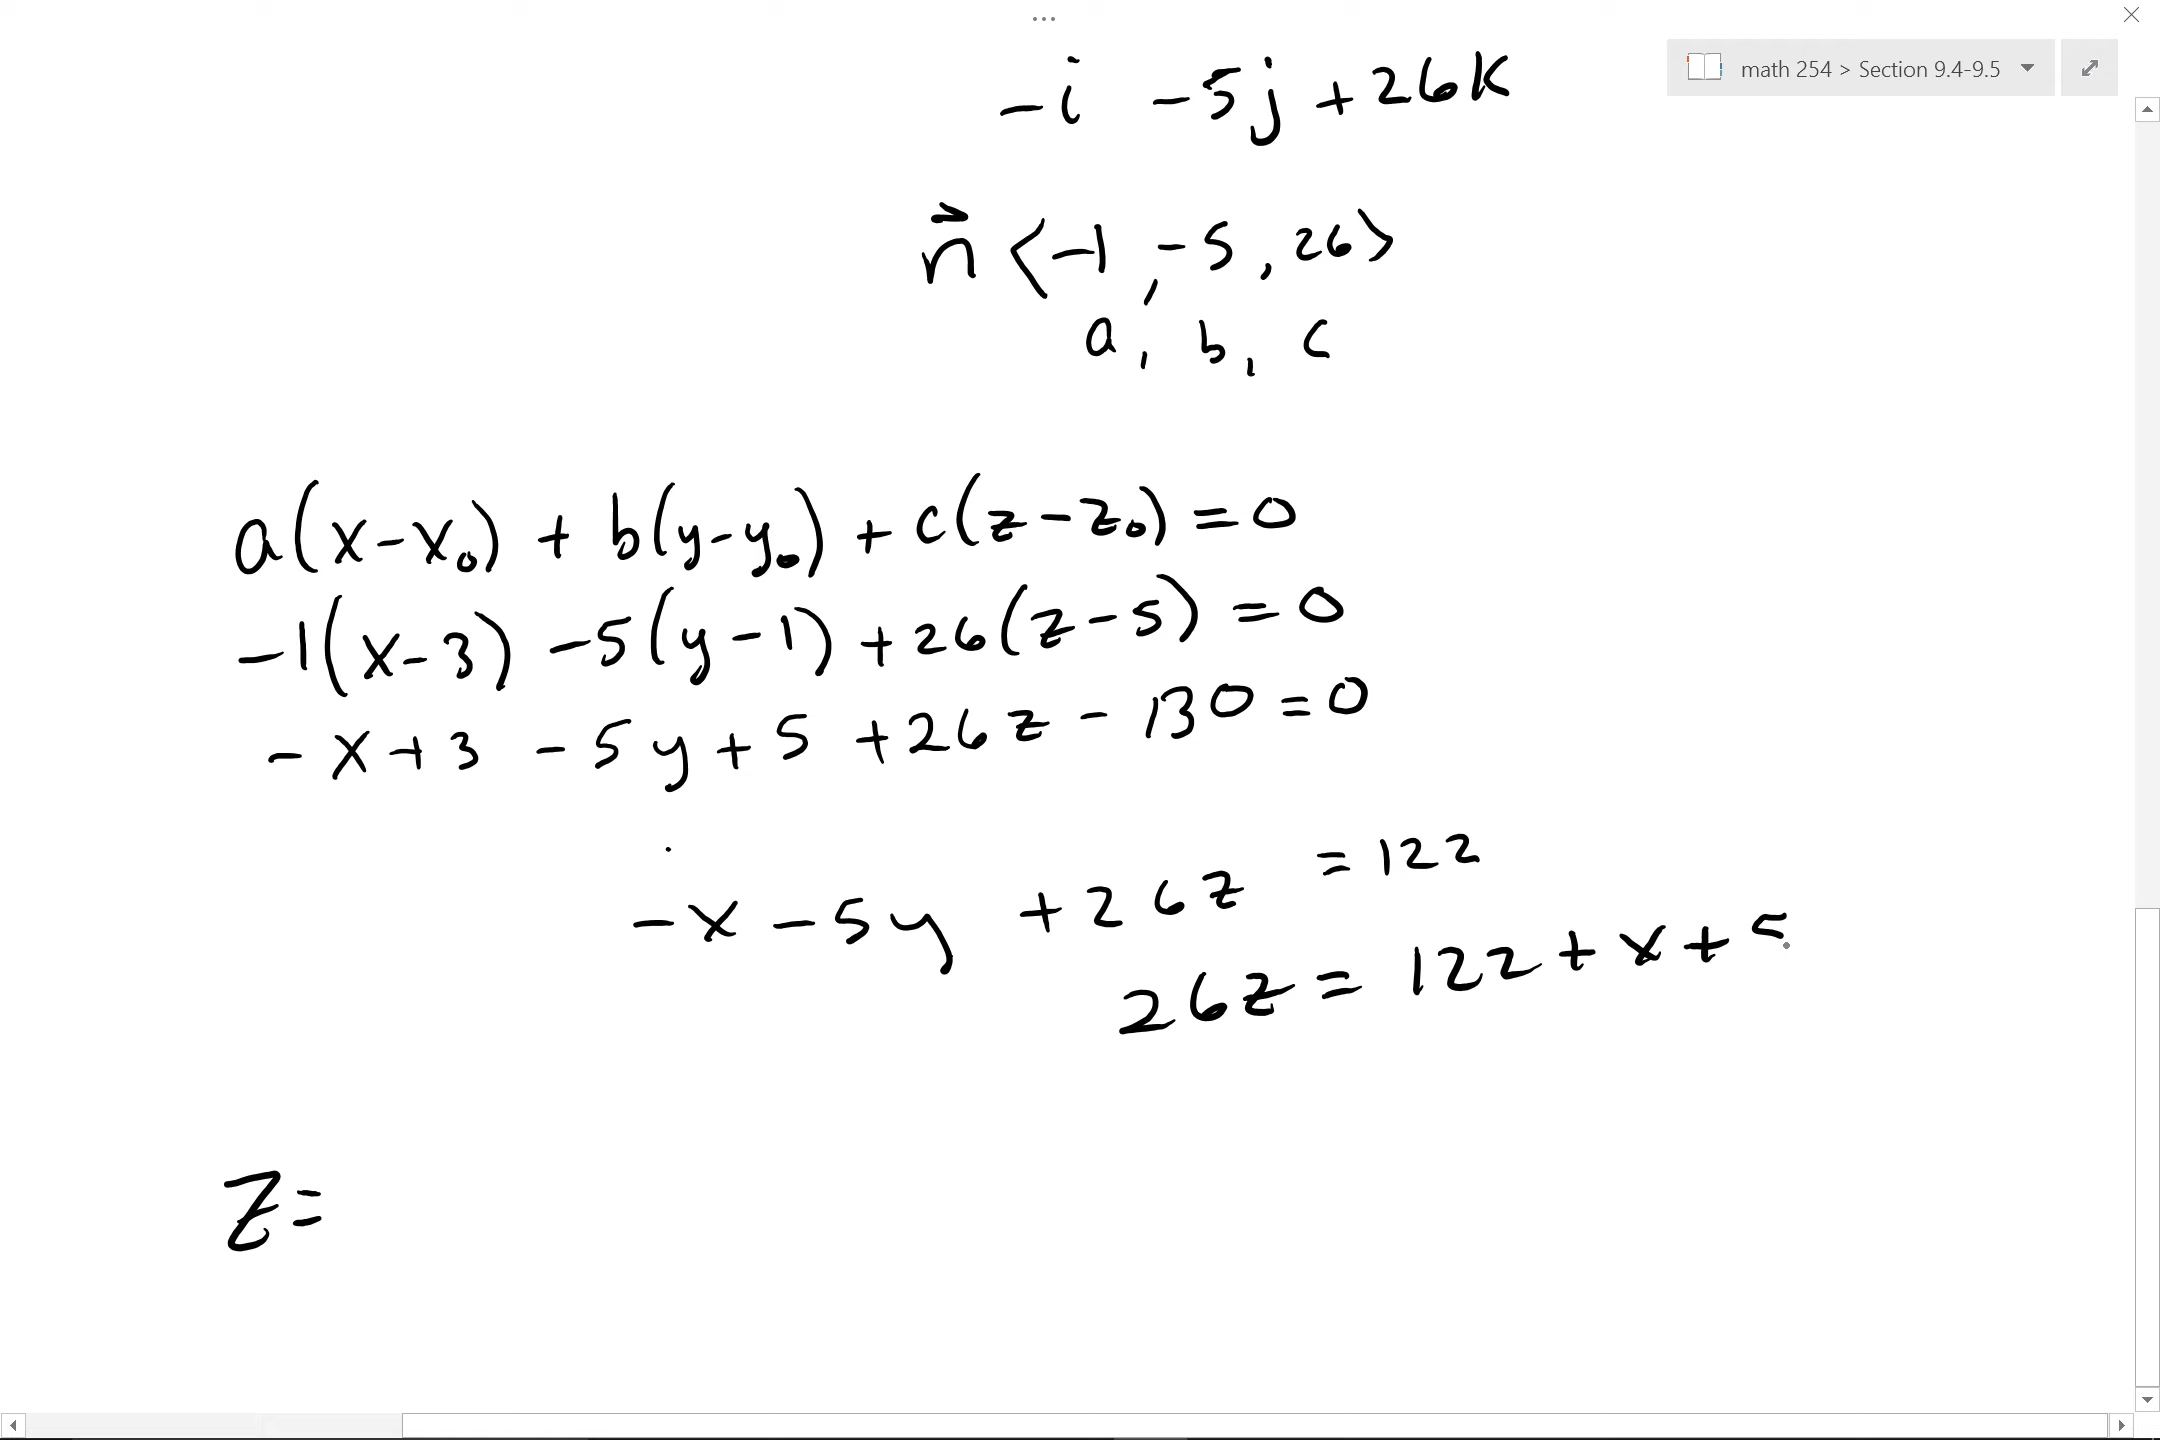 ...
math 254 > Section 9.4-9.5
-i -5j +26k
n⃗ ⟨-1, -5, 26⟩
a, b, c
a(x-x₀) + b(y-y₀) + c(z-z₀) = 0
-1(x-3) -5(y-1) +26(z-5) = 0
-x+3 -5y+5 +26z-130=0
-x-5y +26z =122
26z= 122+x+5
z=